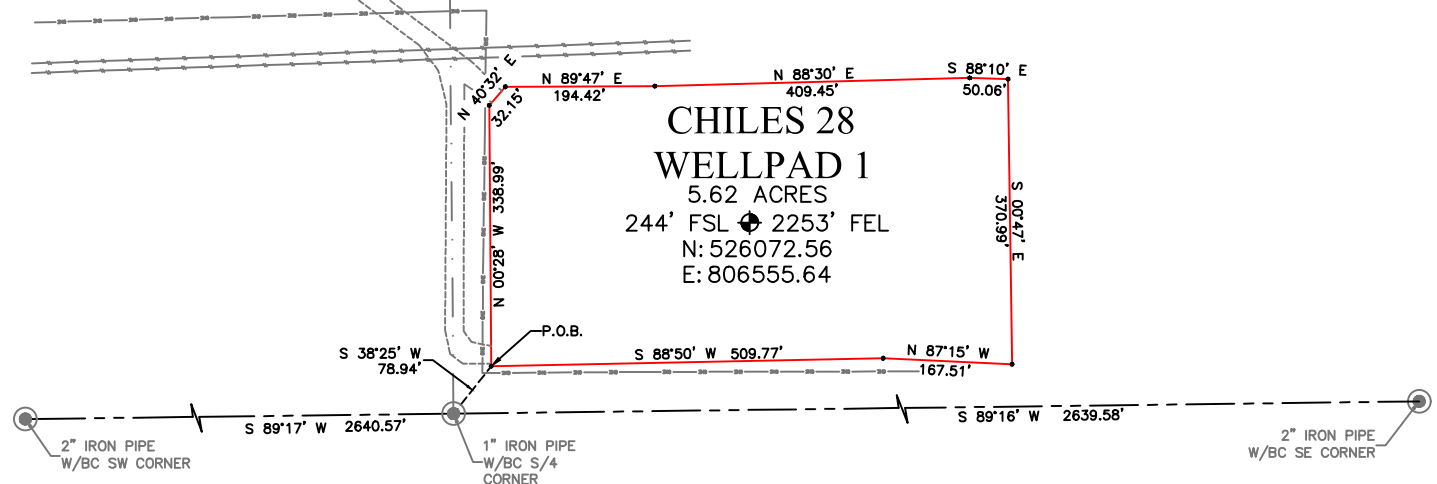 N 40°32' E
32.15'
N 89°47' E
194.42'
N 88°30' E
409.45'
S 88°10' E
50.06'
CHILES 28
WELLPAD 1
5.62 ACRES
244' FSL 2253' FEL
N: 526072.56
E: 806555.64
N 00°28' W 338.99'
S 00°47' E
370.99'
P.O.B.
S 38°25' W
78.94'
S 88°50' W 509.77'
N 87°15' W
167.51'
S 89°17' W 2640.57'
S 89°16' W 2639.58'
2" IRON PIPE
W/BC SW CORNER
1" IRON PIPE
W/BC S/4
CORNER
2" IRON PIPE
W/BC SE CORNER